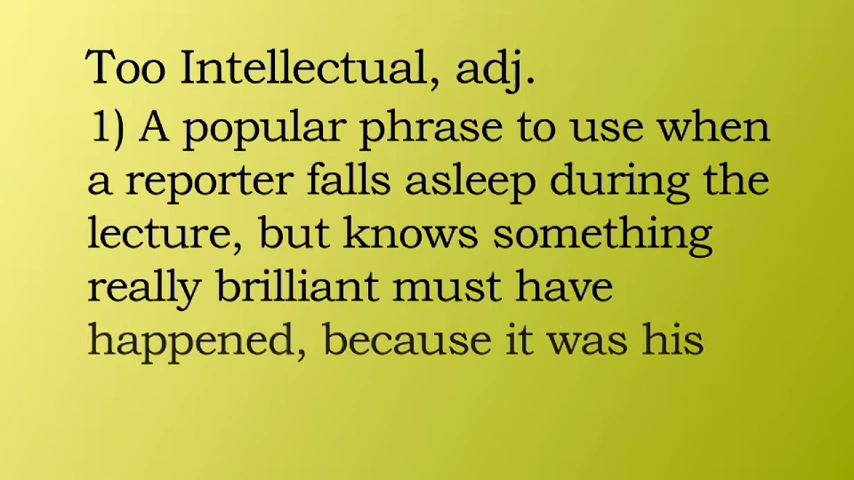 Too Intellectual, adj.
1) A popular phrase to use when
a reporter falls asleep during the
lecture, but knows something
really brilliant must have
happened, because it was his